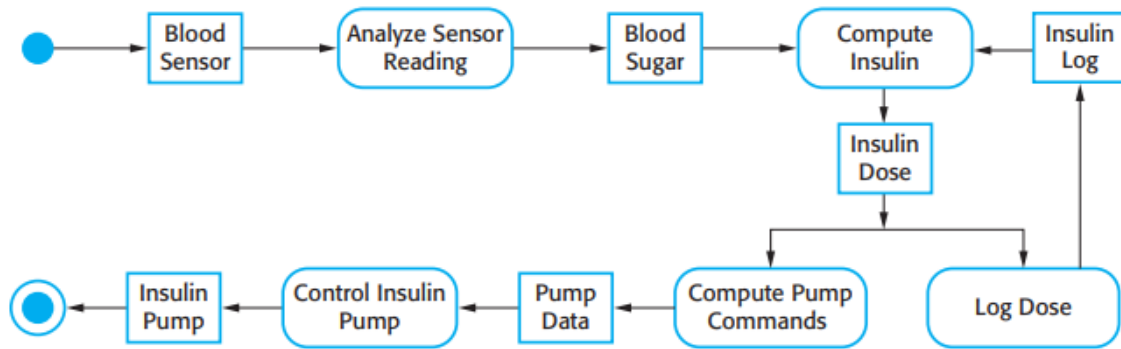 Blood
Sensor
Analyze Sensor
Reading
Blood
Sugar
Compute
Insulin
Insulin
Log
Insulin
Dose
Insulin
Pump
Control Insulin
Pump
Pump
Data
Compute Pump
Commands
Log Dose